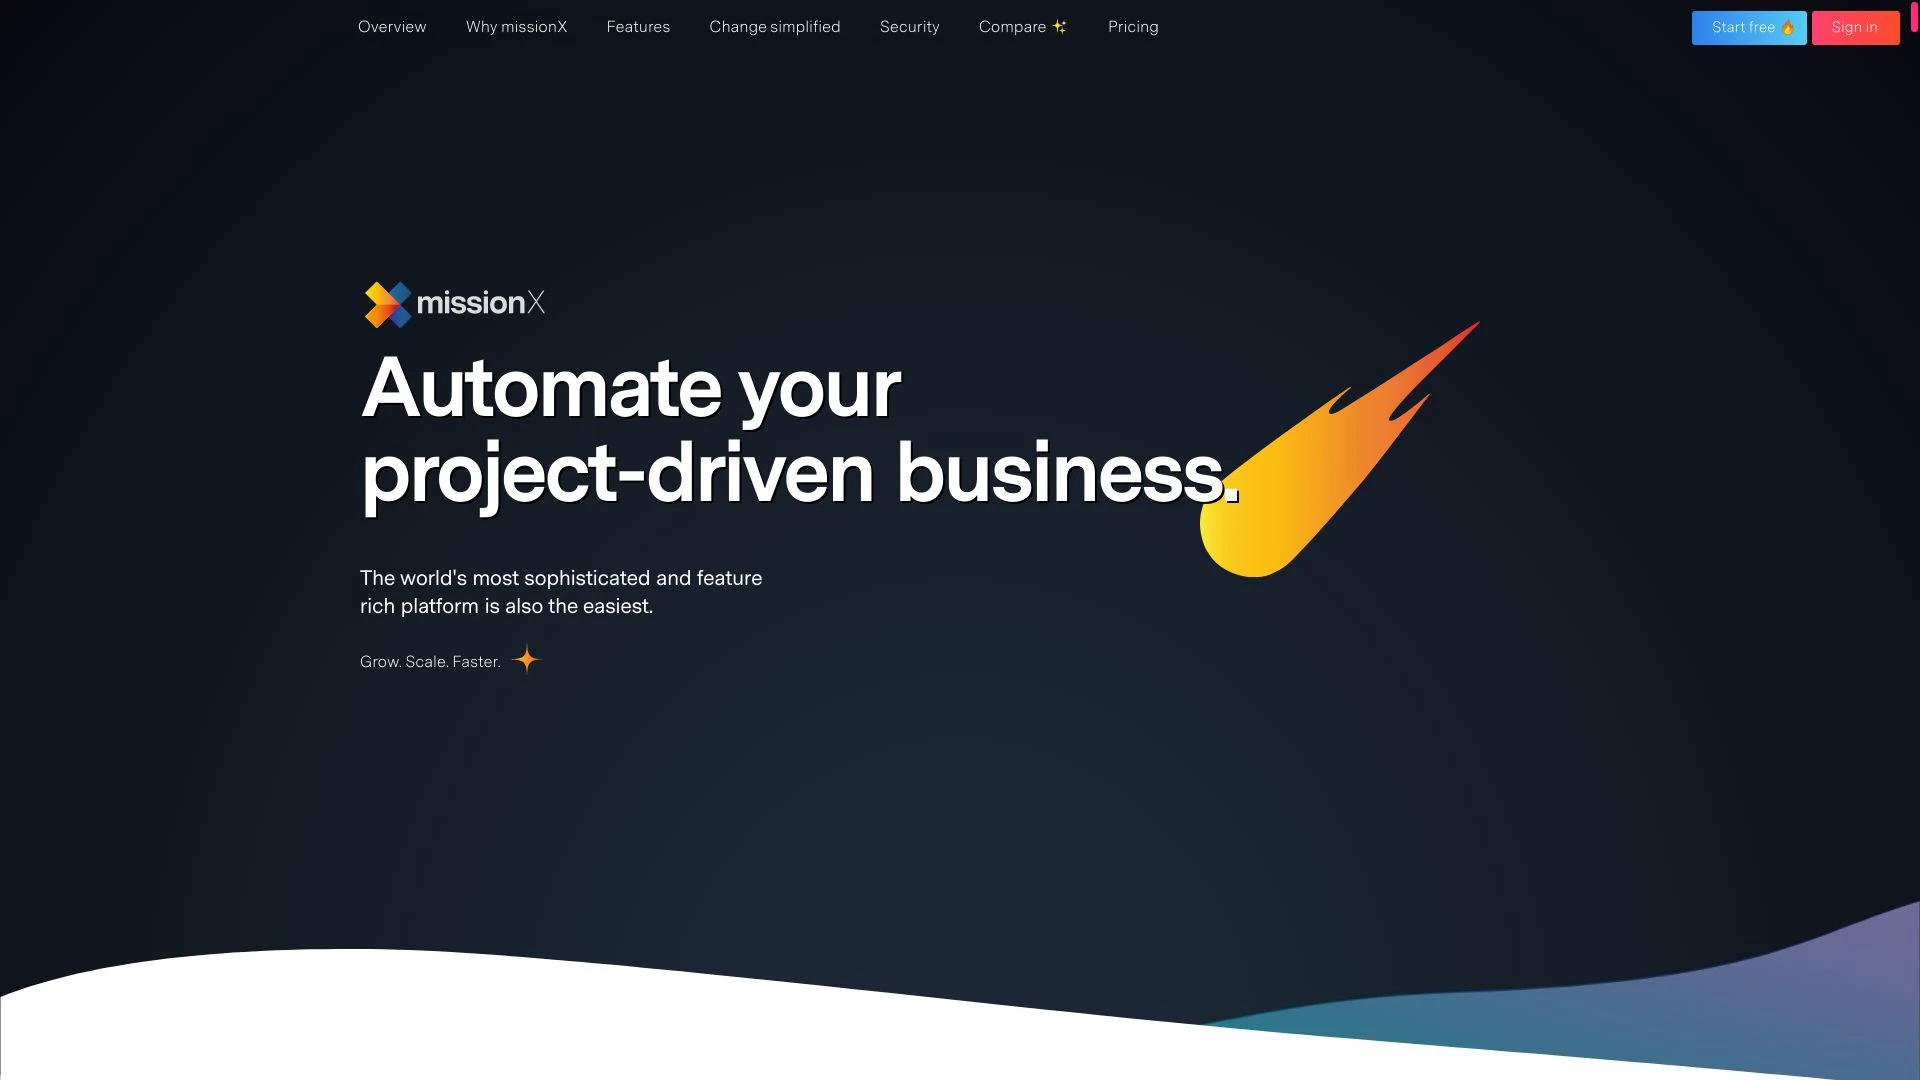 Overview Why missionX Features Change simplified Security Compare ✨ Pricing Start free 🔥 Sign in
missionX
Automate your
project-driven business.
The world's most sophisticated and feature
rich platform is also the easiest.
Grow. Scale. Faster.